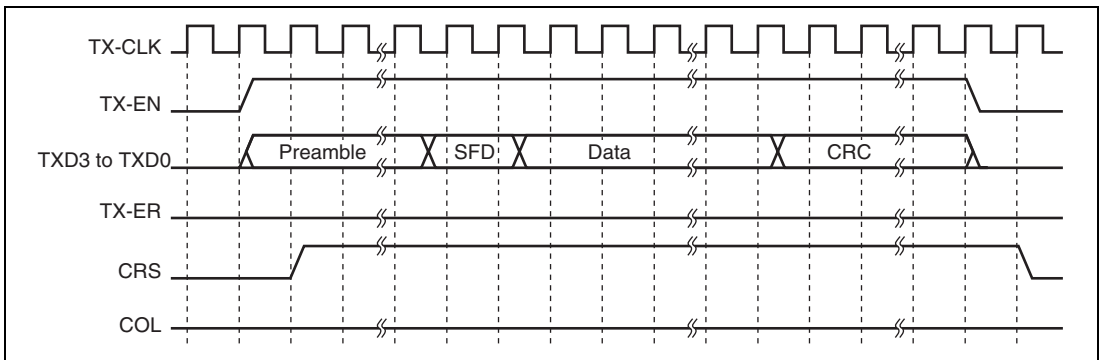 TX-CLK
TX-EN
TXD3 to TXD0
Preamble SFD Data CRC
TX-ER
CRS
COL